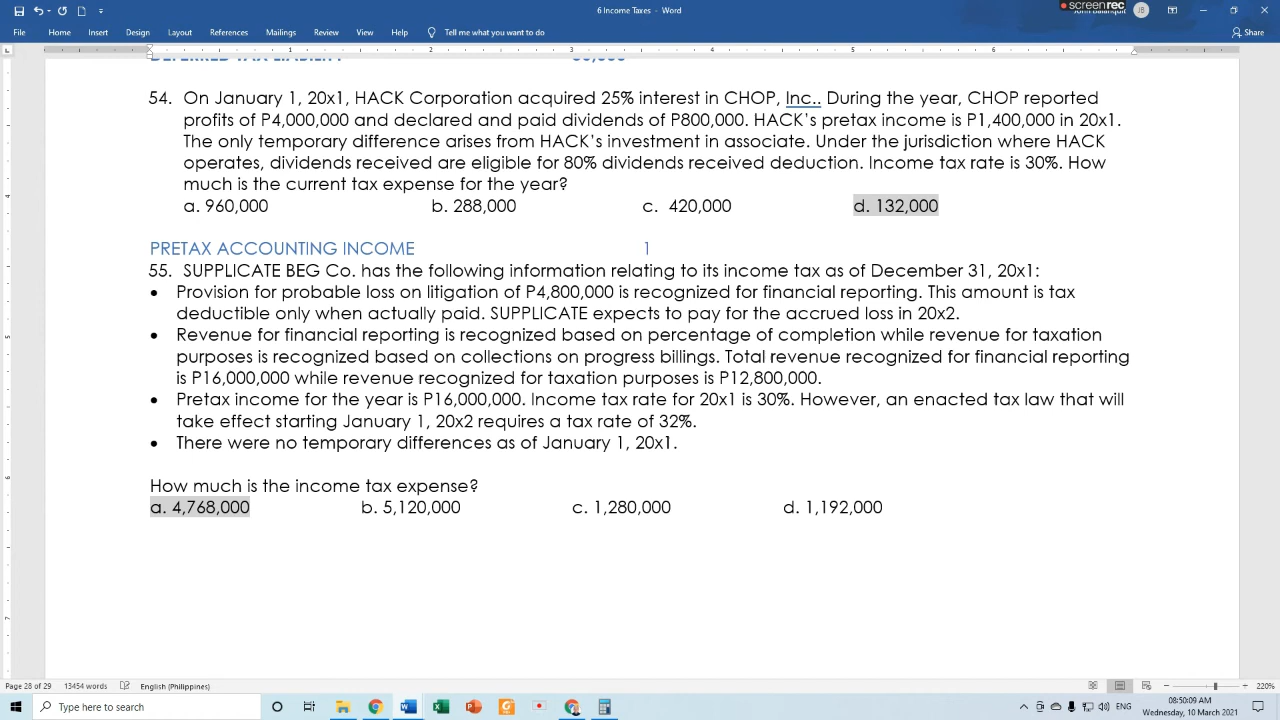 6 Income Taxes - Word
screenrec
John Balanquit
JB
File Home Insert Design Layout References Mailings Review View Help Tell me what you want to do
Share
1 2 3 4 5 6
DEFERRED TAX LIABILITY
54. On January 1, 20x1, HACK Corporation acquired 25% interest in CHOP, Inc.. During the year, CHOP reported
profits of P4,000,000 and declared and paid dividends of P800,000. HACK's pretax income is P1,400,000 in 20x1.
The only temporary difference arises from HACK's investment in associate. Under the jurisdiction where HACK
operates, dividends received are eligible for 80% dividends received deduction. Income tax rate is 30%. How
much is the current tax expense for the year?
a. 960,000 b. 288,000 c. 420,000 d. 132,000
PRETAX ACCOUNTING INCOME 1
55. SUPPLICATE BEG Co. has the following information relating to its income tax as of December 31, 20x1:
• Provision for probable loss on litigation of P4,800,000 is recognized for financial reporting. This amount is tax
deductible only when actually paid. SUPPLICATE expects to pay for the accrued loss in 20x2.
• Revenue for financial reporting is recognized based on percentage of completion while revenue for taxation
purposes is recognized based on collections on progress billings. Total revenue recognized for financial reporting
is P16,000,000 while revenue recognized for taxation purposes is P12,800,000.
• Pretax income for the year is P16,000,000. Income tax rate for 20x1 is 30%. However, an enacted tax law that will
take effect starting January 1, 20x2 requires a tax rate of 32%.
• There were no temporary differences as of January 1, 20x1.
How much is the income tax expense?
a. 4,768,000 b. 5,120,000 c. 1,280,000 d. 1,192,000
Page 28 of 29 13454 words English (Philippines) 220%
Type here to search
ENG
08:50:09 AM
Wednesday, 10 March 2021